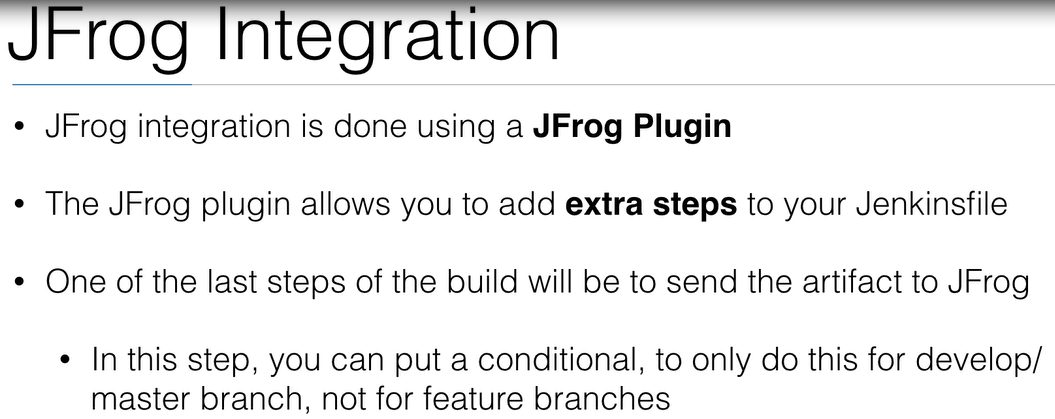 JFrog Integration
• JFrog integration is done using a JFrog Plugin
• The JFrog plugin allows you to add extra steps to your Jenkinsfile
• One of the last steps of the build will be to send the artifact to JFrog
• In this step, you can put a conditional, to only do this for develop/
master branch, not for feature branches